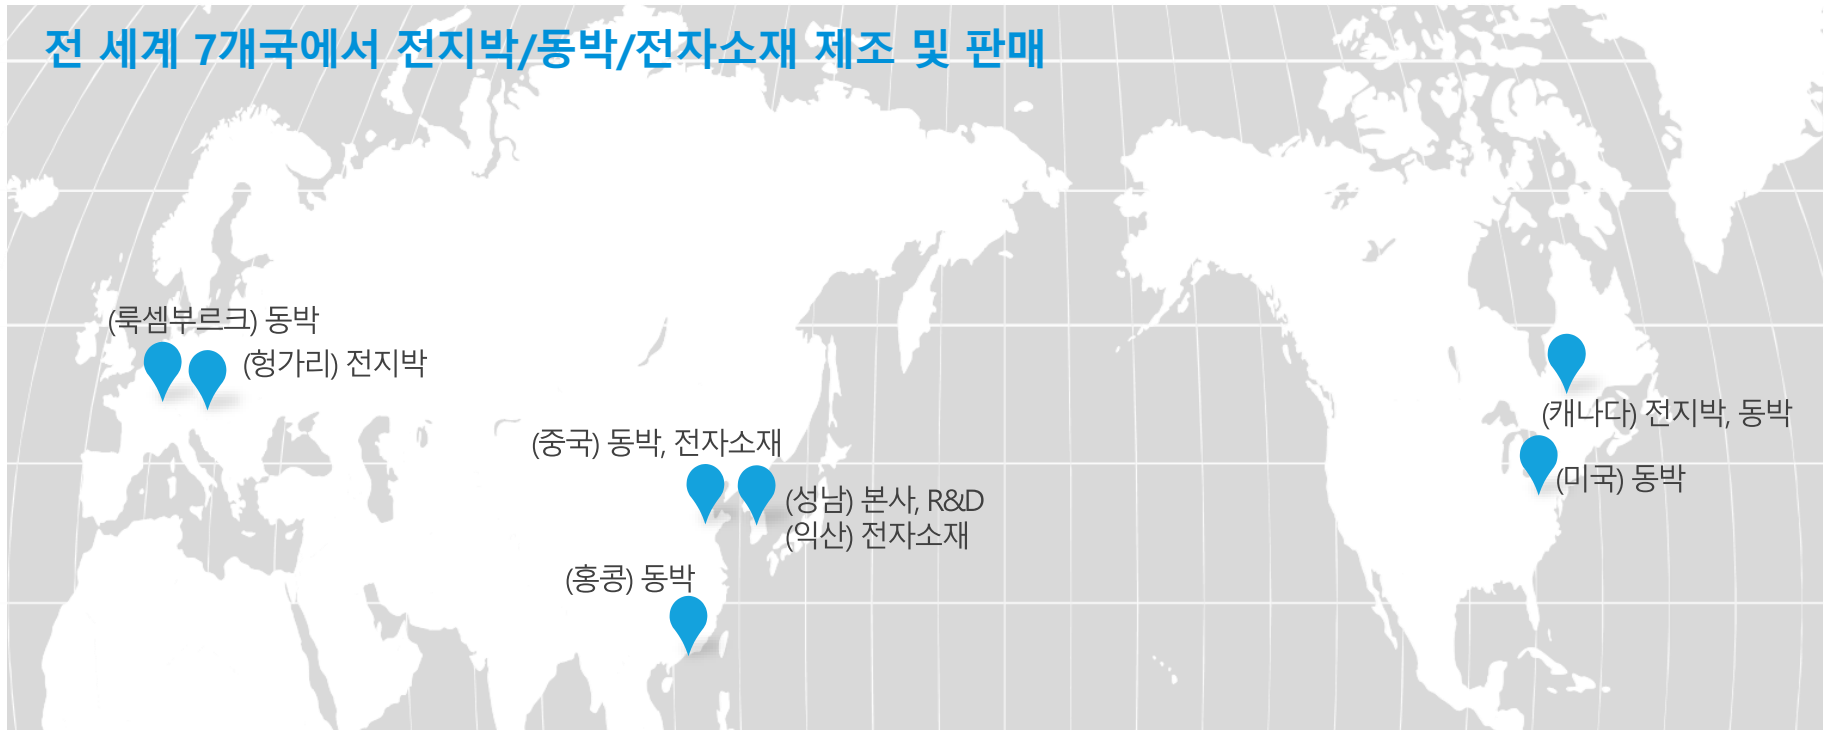 전 세계 7개국에서 전지박/동박/전자소재 제조 및 판매
(룩셈부르크) 동박
(헝가리) 전지박
(중국) 동박, 전자소재
(성남) 본사, R&D
(익산) 전자소재
(홍콩) 동박
(캐나다) 전지박, 동박
(미국) 동박